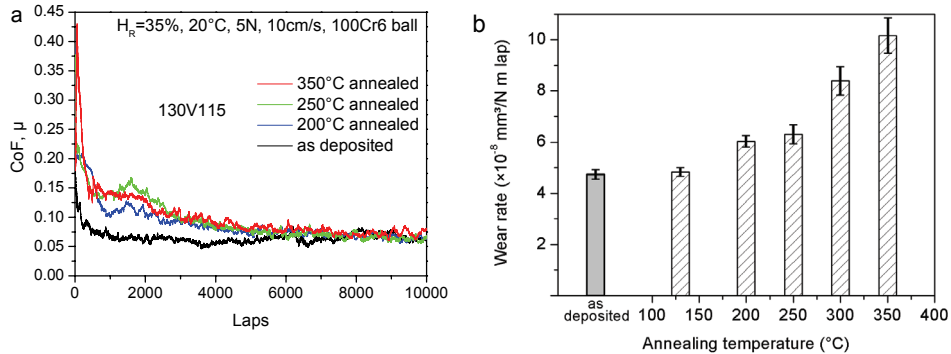 a
H_R=35%, 20°C, 5N, 10cm/s, 100Cr6 ball
350°C annealed
250°C annealed
200°C annealed
as deposited
130V115
CoF, μ
0.45
0.40
0.35
0.30
0.25
0.20
0.15
0.10
0.05
0.00
0 2000 4000 6000 8000 10000
Laps
b
Wear rate (×10⁻⁸ mm³/N m lap)
10
8
6
4
2
0
as
deposited
100 150 200 250 300 350 400
Annealing temperature (°C)